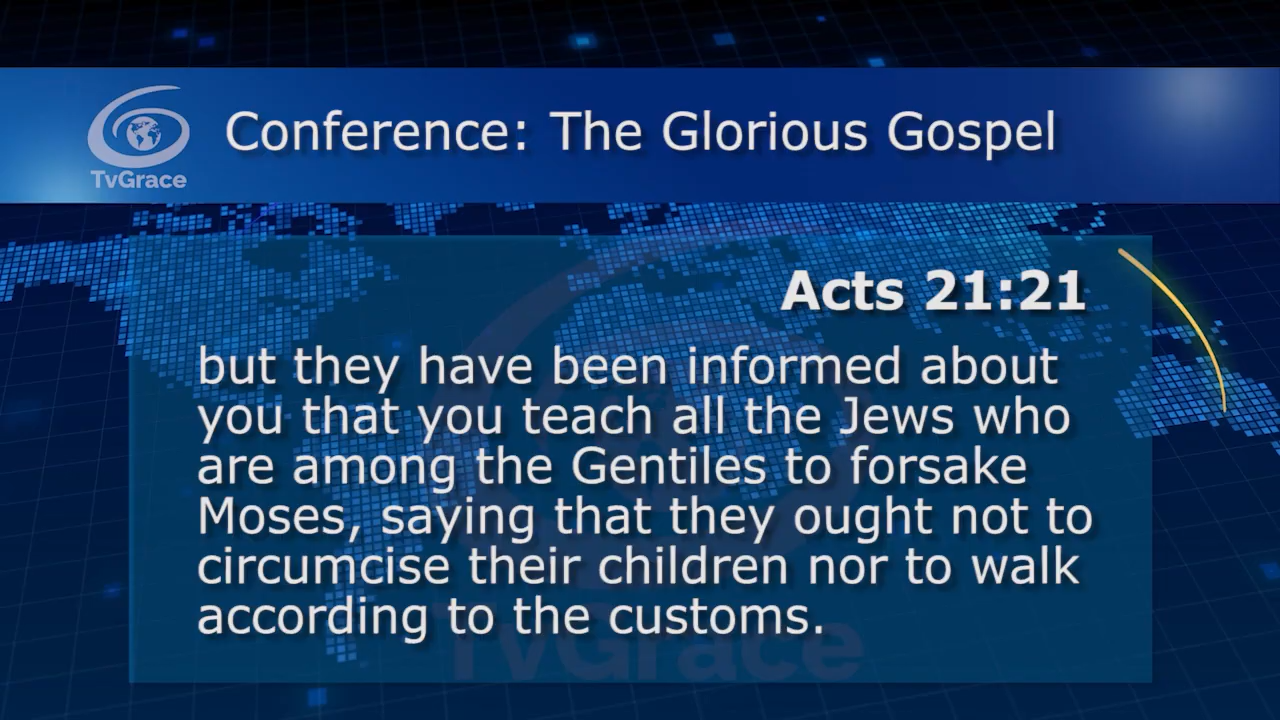 Conference: The Glorious Gospel
TvGrace
Acts 21:21
but they have been informed about
you that you teach all the Jews who
are among the Gentiles to forsake
Moses, saying that they ought not to
circumcise their children nor to walk
according to the customs.
TvGrace